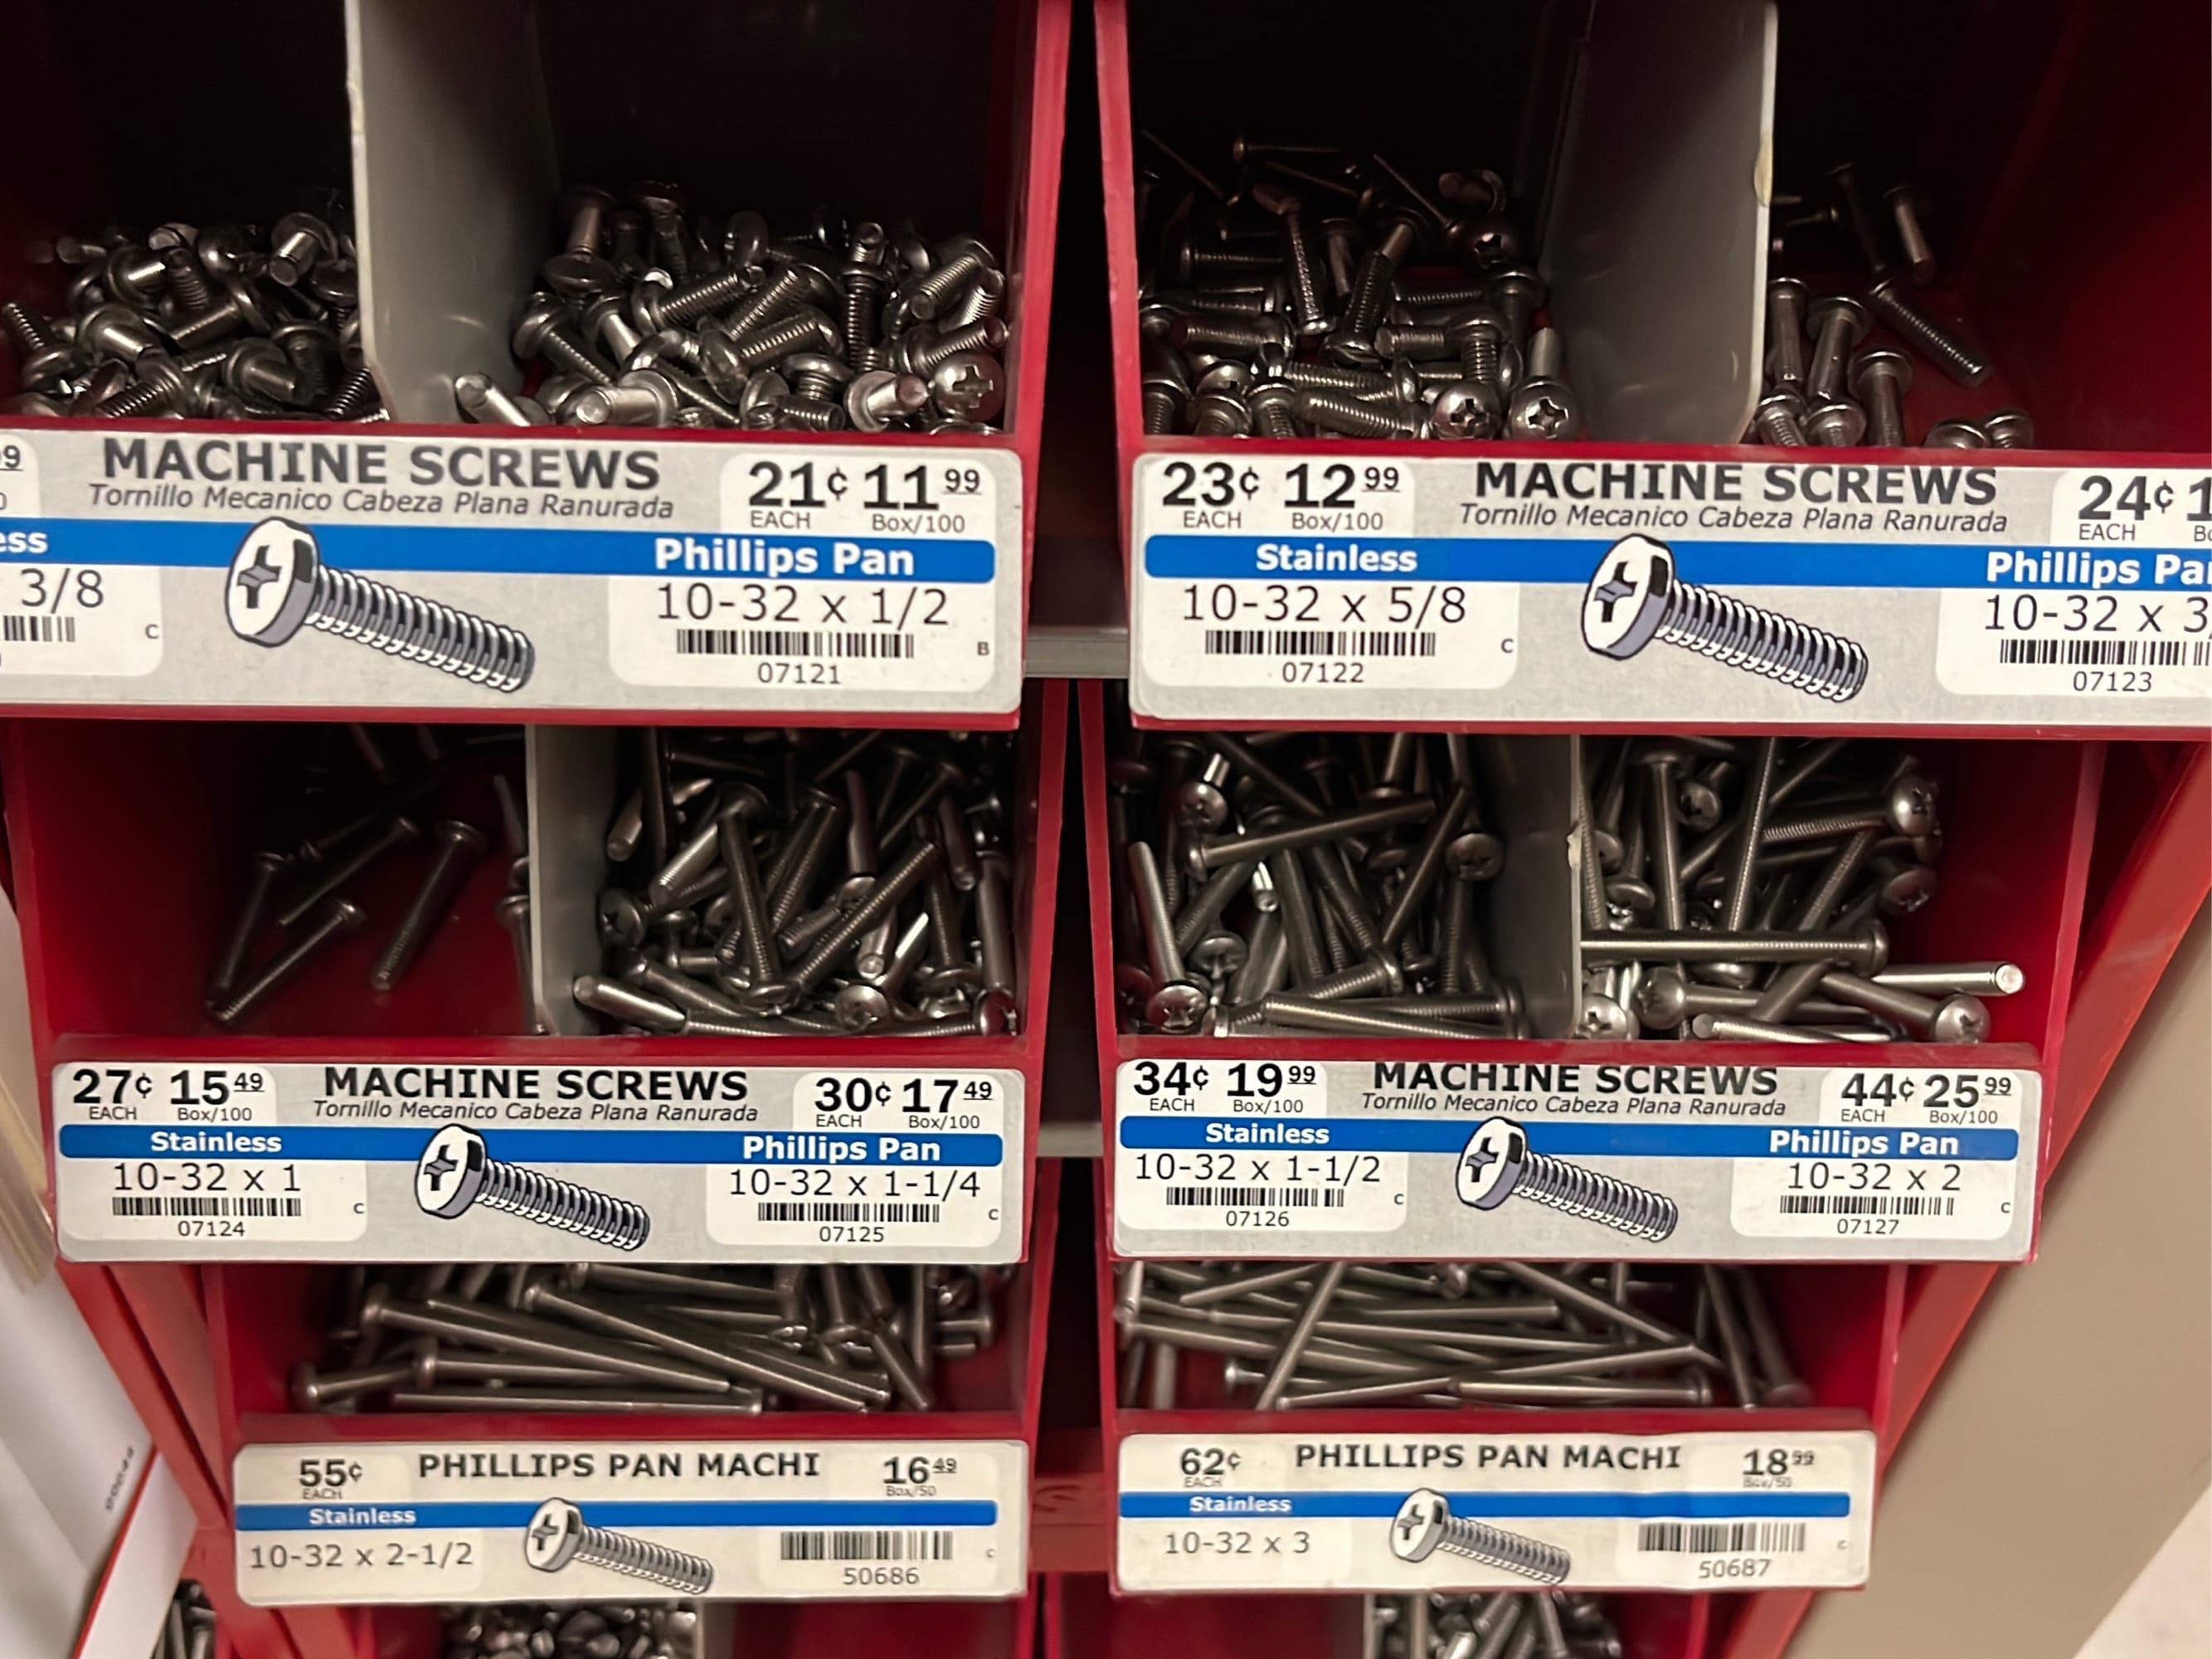 MACHINE SCREWS
Tornillo Mecanico Cabeza Plana Ranurada
21¢ 11 99
EACH Box/100
Phillips Pan
3/8
10-32 x 1/2
C
B
07121
23¢ 12 99
EACH Box/100
MACHINE SCREWS
Tornillo Mecanico Cabeza Plana Ranurada
24¢
EACH
Stainless
10-32 x 5/8
C
07122
10-32 x
07123
27¢ 15 49
EACH Box/100
MACHINE SCREWS
Tornillo Mecanico Cabeza Plana Ranurada
30¢ 17 49
EACH Box/100
Stainless
Phillips Pan
10-32 x 1
C
07124
10-32 x 1-1/4
C
07125
34¢ 19 99
EACH Box/100
MACHINE SCREWS
Tornillo Mecanico Cabeza Plana Ranurada
44¢ 25 99
EACH Box/100
Stainless
Phillips Pan
10-32 x 1-1/2
C
07126
10-32 x 2
C
07127
55¢
EACH
PHILLIPS PAN MACHI
16 49
Box/50
Stainless
10-32 x 2-1/2
C
50686
62¢
EACH
PHILLIPS PAN MACHI
18 99
Box/50
Stainless
10-32 x 3
C
50687